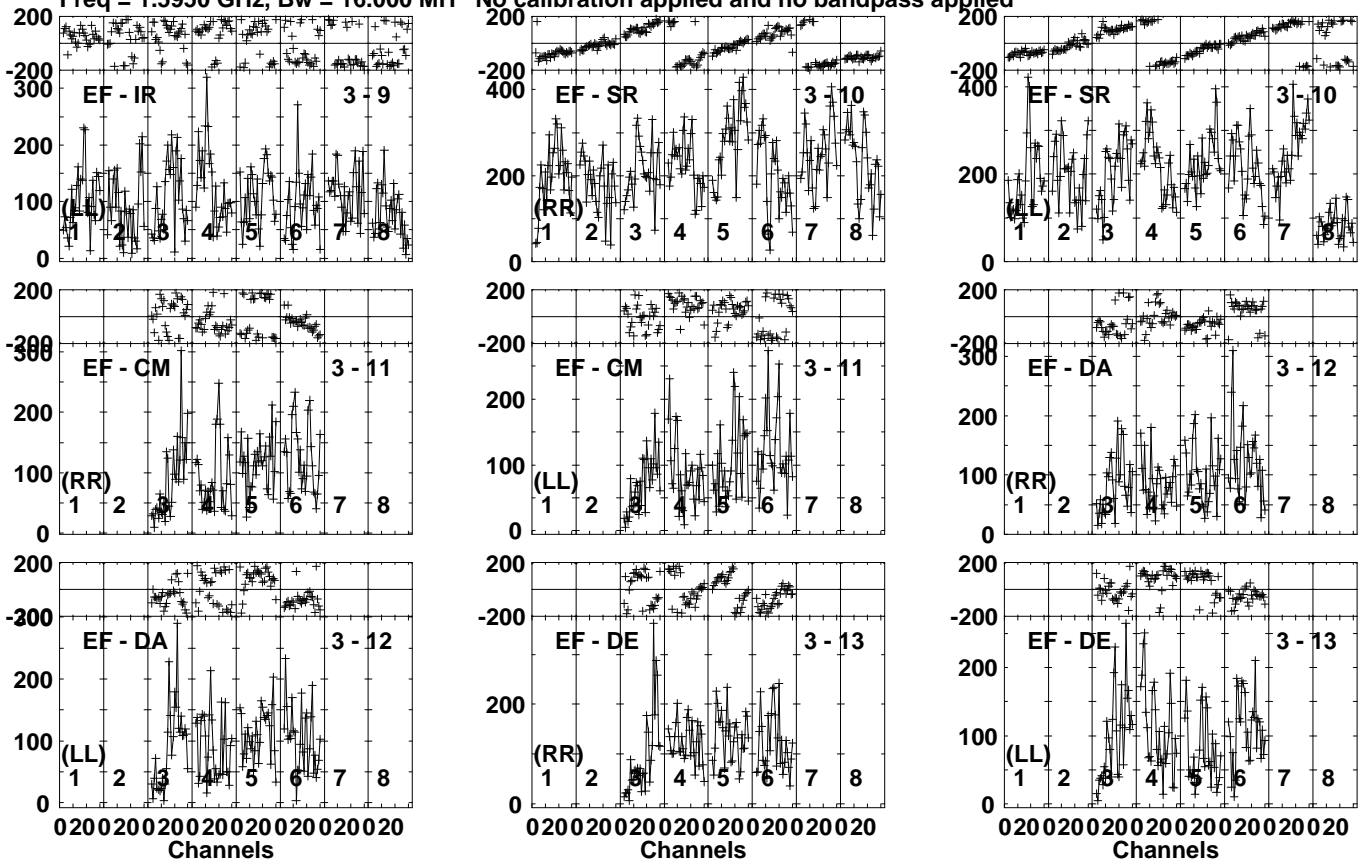 Freq = 1.5950 GHz, Bw = 16.000 MH No calibration applied and no bandpass applied
200 200 200
-200 -200 -200
300 EF - IR 3 - 9 400 EF - SR 3 - 10 400 EF - SR 3 - 10
200
200 200
100
(LL) (RR) (LL)
1 2 3 4 5 6 7 8 1 2 3 4 5 6 7 8 1 2 3 4 5 6 7 8
0 0 0
200 200 200
-200 -200 -200
300 EF - CM 3 - 11 EF - CM 3 - 11 300 EF - DA 3 - 12
200 200 200
100 100 100
(RR) (LL) (RR)
1 2 3 4 5 6 7 8 1 2 3 4 5 6 7 8 1 2 3 4 5 6 7 8
0 0 0
200 200 200
-200 -200 -200
300 EF - DA 3 - 12 EF - DE 3 - 13 EF - DE 3 - 13
200 200 200
100 100
(LL) (RR) (LL)
1 2 3 4 5 6 7 8 1 2 3 4 5 6 7 8 1 2 3 4 5 6 7 8
0 0 0
020020020020020020020020 020020020020020020020020 020020020020020020020020
Channels Channels Channels